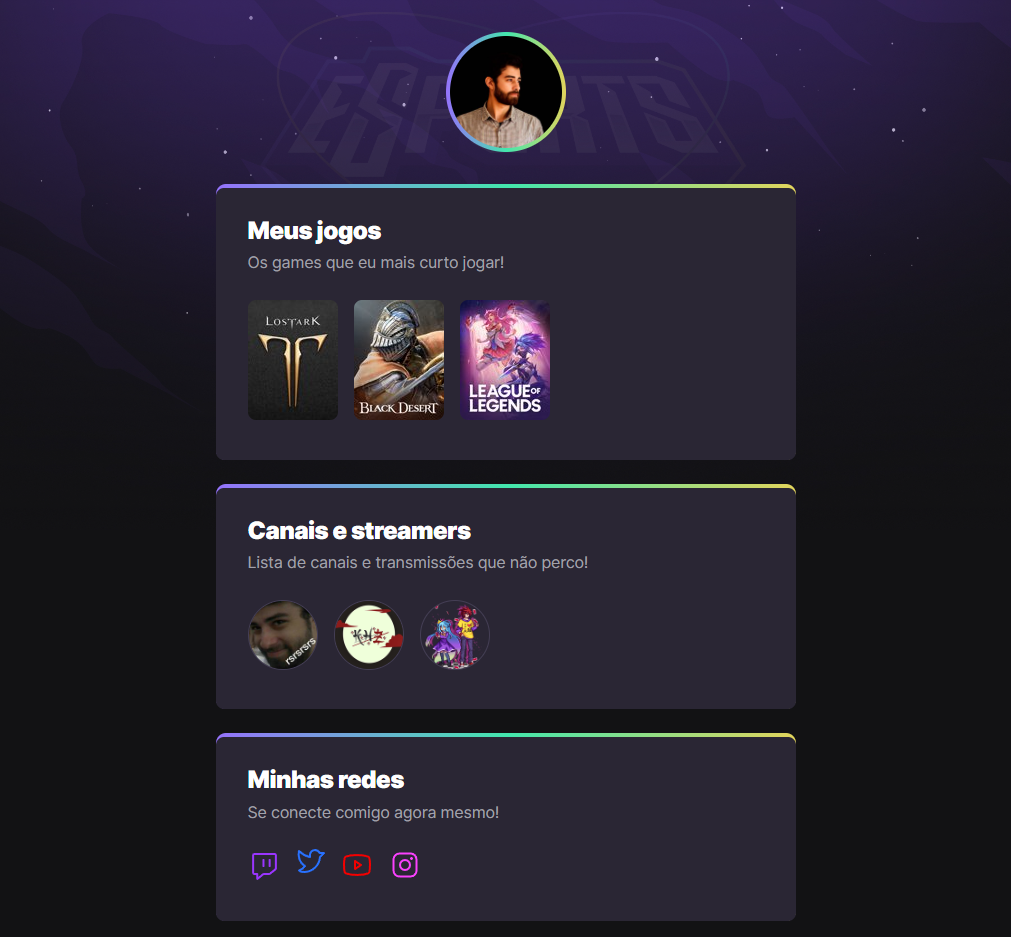 ESPORTS
Meus jogos
Os games que eu mais curto jogar!
LOSTARK
BLACK DESERT
LEAGUE OF
LEGENDS
Canais e streamers
Lista de canais e transmissões que não perco!
rsrsrsrs
Minhas redes
Se conecte comigo agora mesmo!